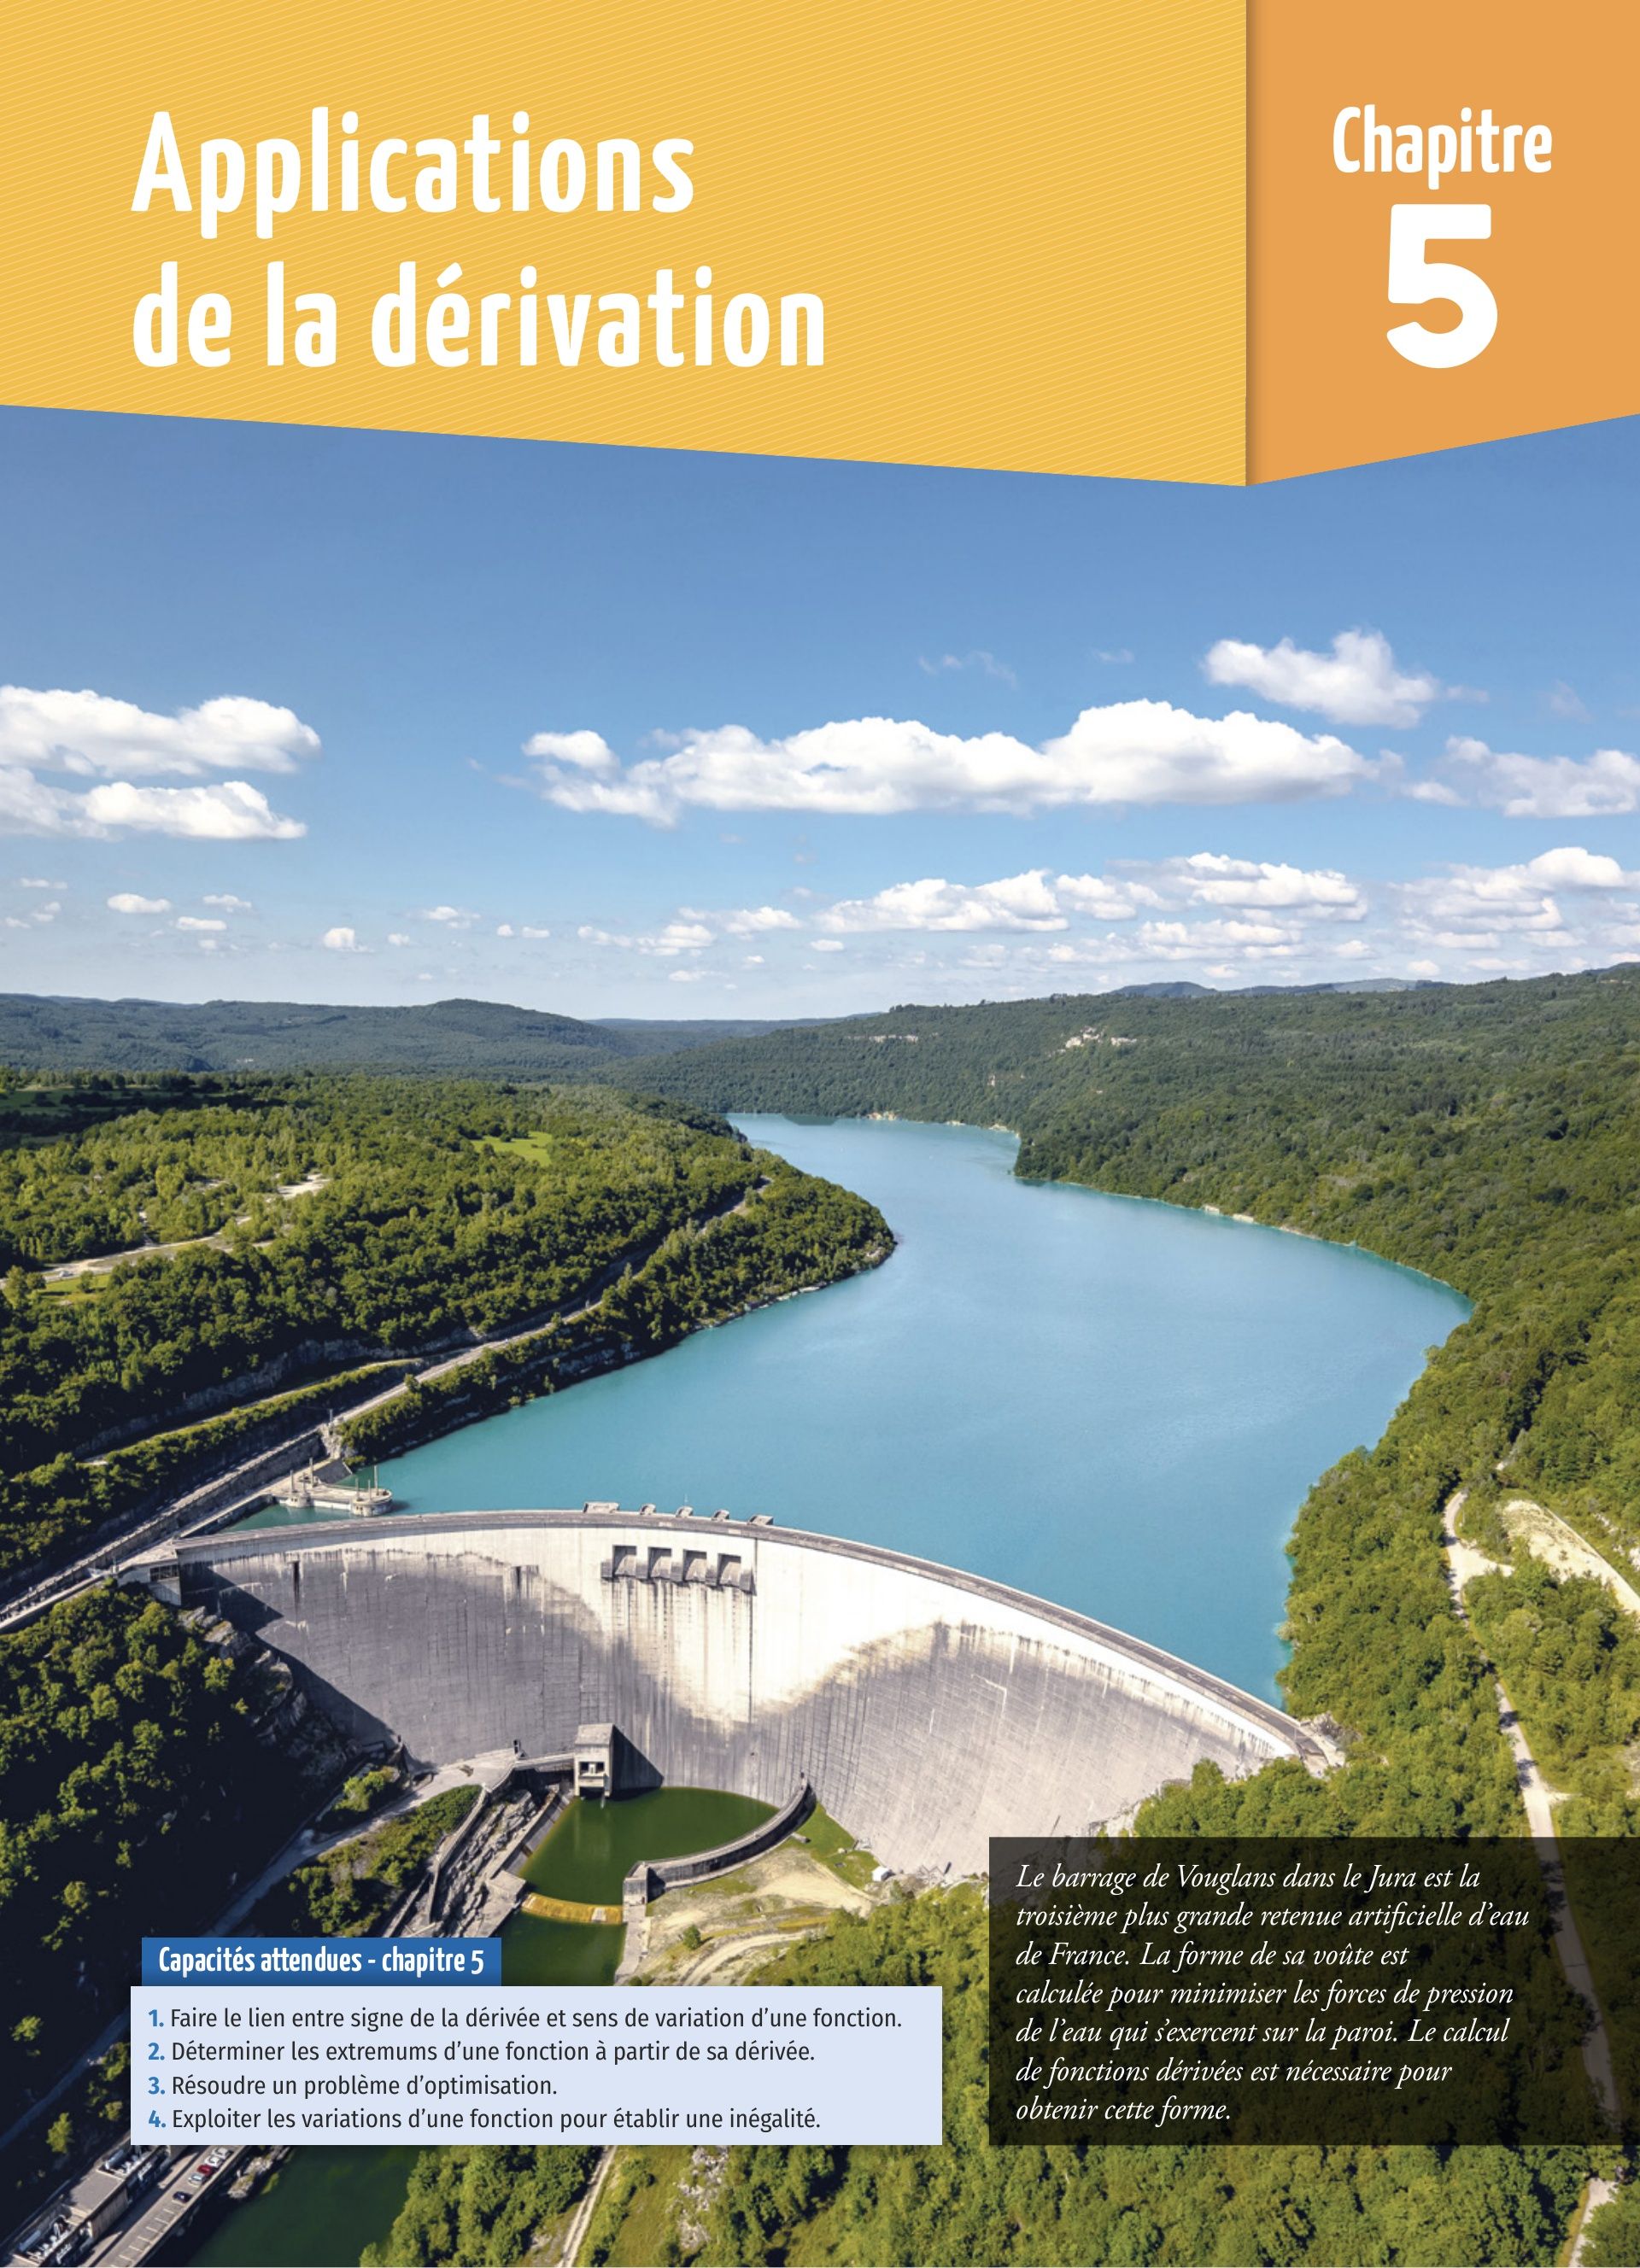 Applications
de la dérivation
Chapitre
5
Capacités attendues - chapitre 5
1. Faire le lien entre signe de la dérivée et sens de variation d’une fonction.
2. Déterminer les extremums d’une fonction à partir de sa dérivée.
3. Résoudre un problème d’optimisation.
4. Exploiter les variations d’une fonction pour établir une inégalité.
Le barrage de Vouglans dans le Jura est la
troisième plus grande retenue artificielle d’eau
de France. La forme de sa voûte est
calculée pour minimiser les forces de pression
de l’eau qui s’exercent sur la paroi. Le calcul
de fonctions dérivées est nécessaire pour
obtenir cette forme.